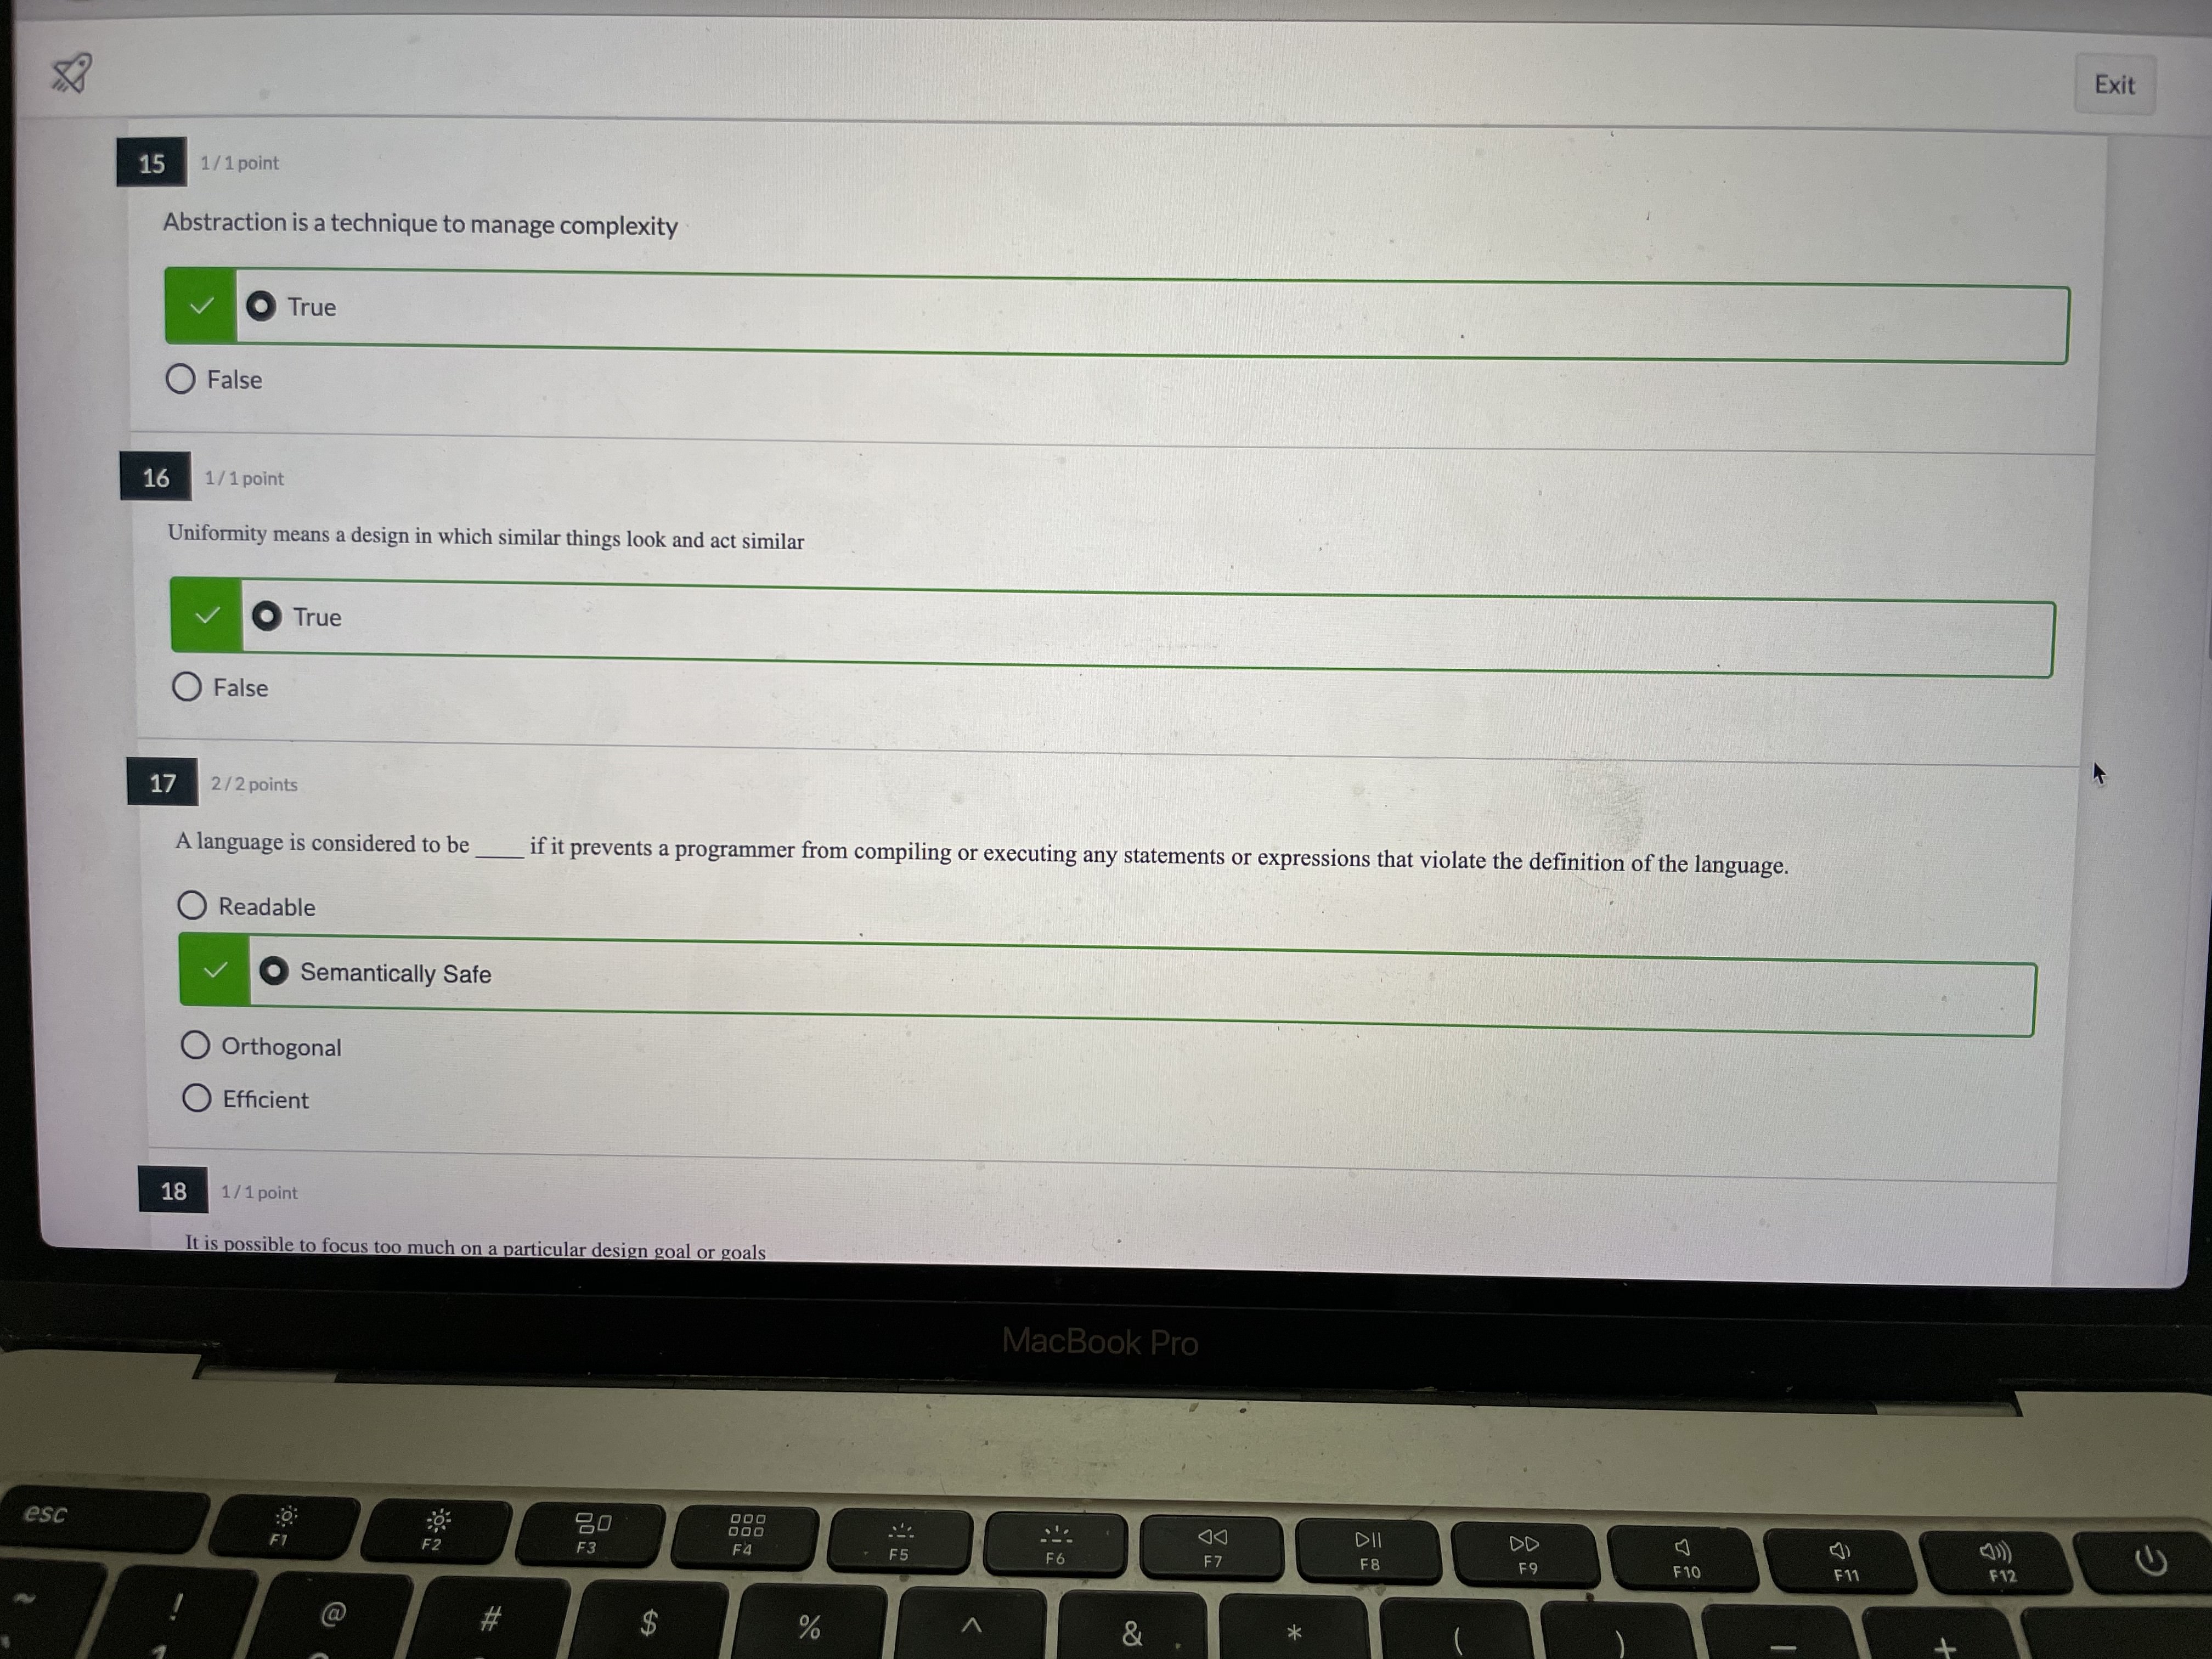 Exit
15 1 / 1 point
Abstraction is a technique to manage complexity
True
False
16 1 / 1 point
Uniformity means a design in which similar things look and act similar
True
False
17 2 / 2 points
A language is considered to be ____ if it prevents a programmer from compiling or executing any statements or expressions that violate the definition of the language.
Readable
Semantically Safe
Orthogonal
Efficient
18 1 / 1 point
It is possible to focus too much on a particular design goal or goals
MacBook Pro
esc F1 F2 F3 F4 F5 F6 F7 F8 F9 F10 F11 F12
~ ! @ # $ % ^ & * ( ) — +